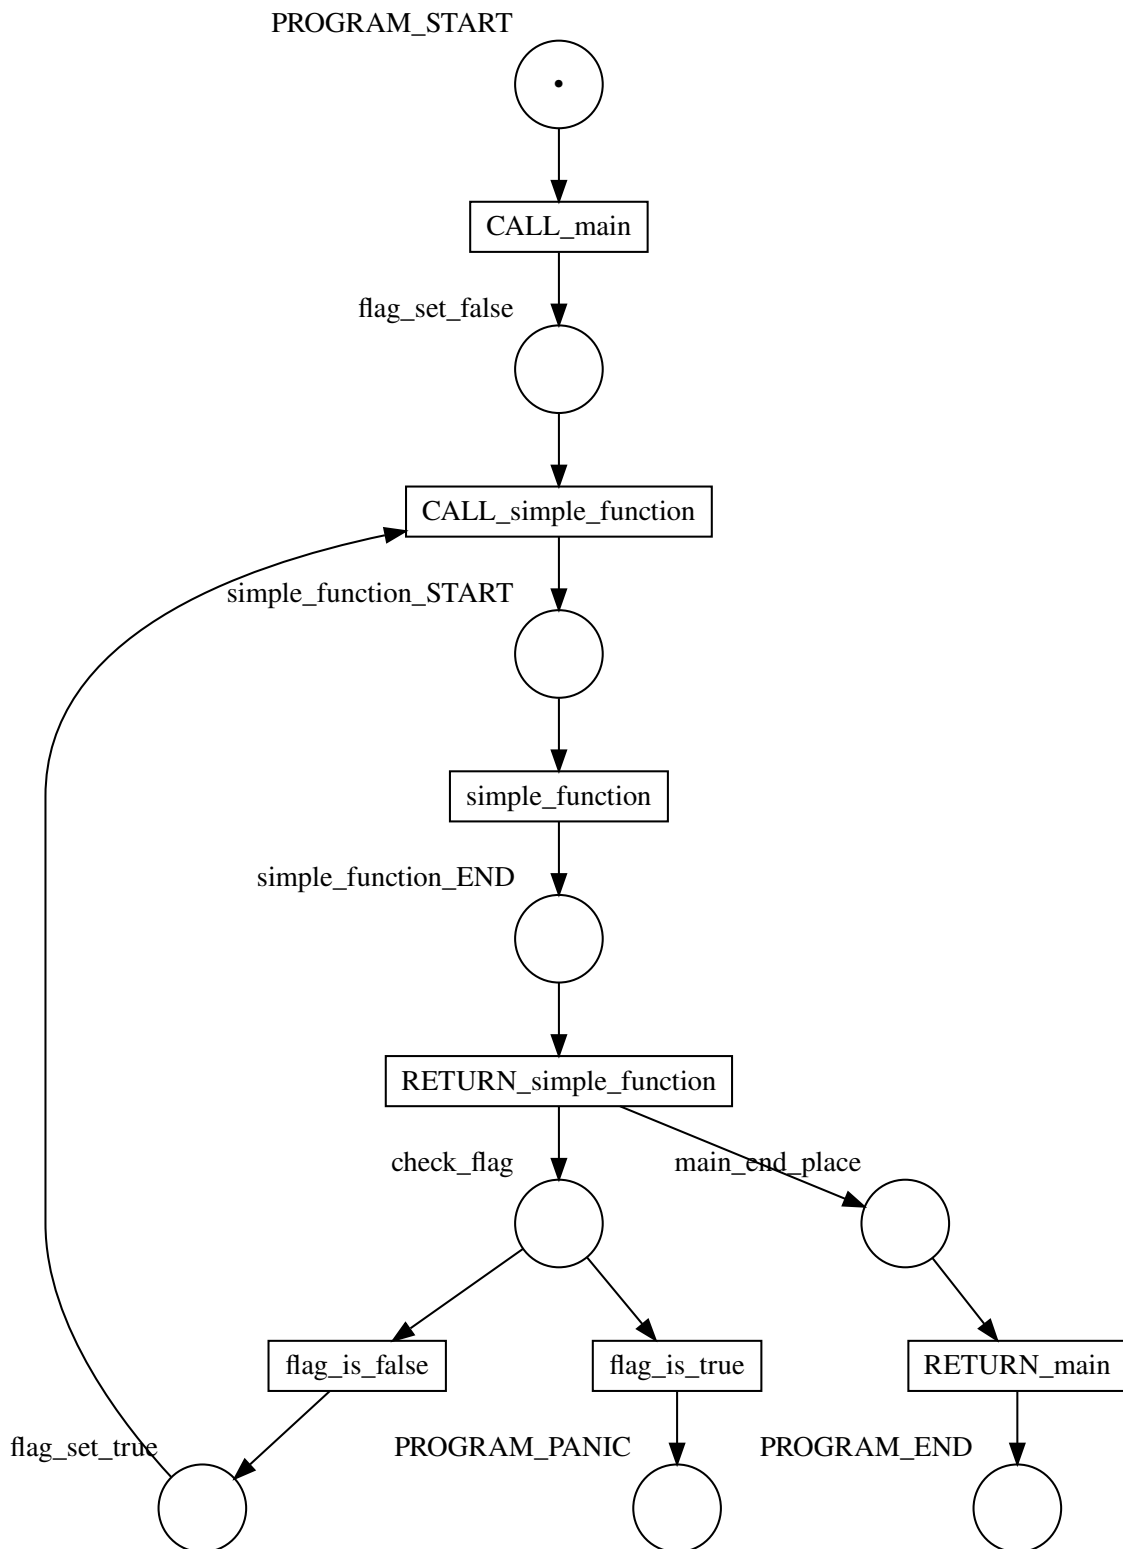 PROGRAM_START
CALL_main
flag_set_false
CALL_simple_function
simple_function_START
simple_function
simple_function_END
RETURN_simple_function
check_flag
main_end_place
flag_is_false
flag_is_true
RETURN_main
flag_set_true
PROGRAM_PANIC
PROGRAM_END